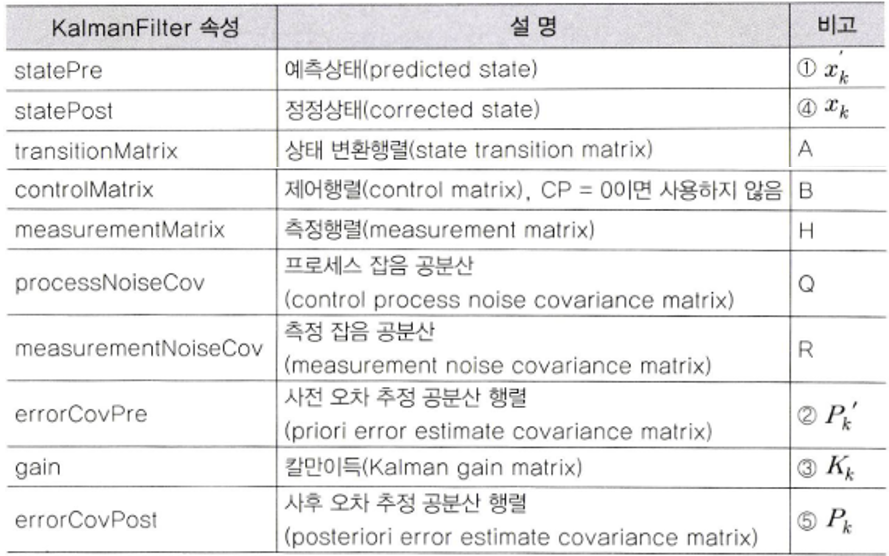 KalmanFilter 속성 설 명 비고
statePre 예측상태(predicted state) ① x′k
statePost 정정상태(corrected state) ④ xk
transitionMatrix 상태 변환행렬(state transition matrix) A
controlMatrix 제어행렬(control matrix), CP = 0이면 사용하지 않음 B
measurementMatrix 측정행렬(measurement matrix) H
processNoiseCov 프로세스 잡음 공분산
(control process noise covariance matrix) Q
measurementNoiseCov 측정 잡음 공분산
(measurement noise covariance matrix) R
errorCovPre 사전 오차 추정 공분산 행렬
(priori error estimate covariance matrix) ② Pk′
gain 칼만이득(Kalman gain matrix) ③ Kk
errorCovPost 사후 오차 추정 공분산 행렬
(posteriori error estimate covariance matrix) ⑤ Pk